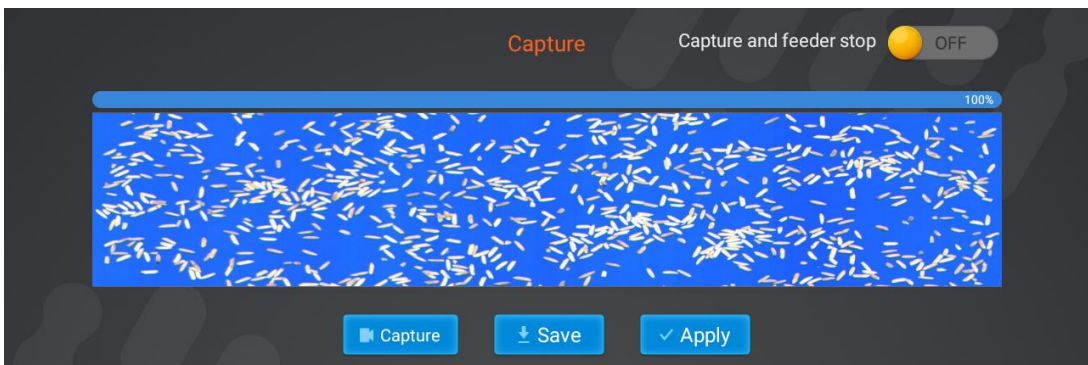 Capture
Capture and feeder stop OFF
100%
Capture
Save
Apply